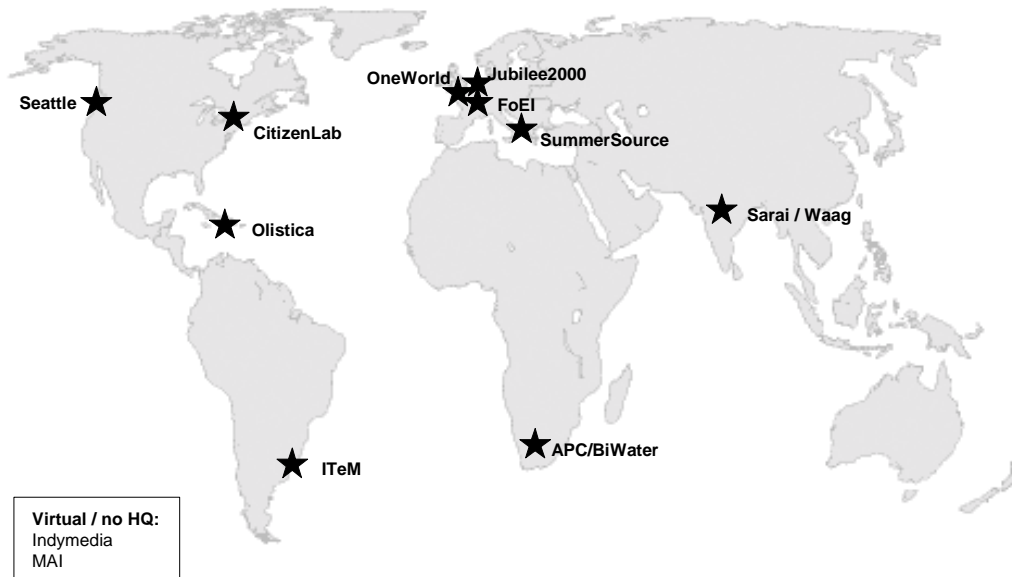 OneWorld
Jubilee2000
Seattle
FoEI
CitizenLab
SummerSource
Sarai / Waag
Olistica
APC/BiWater
ITeM
Virtual / no HQ:
Indymedia
MAI